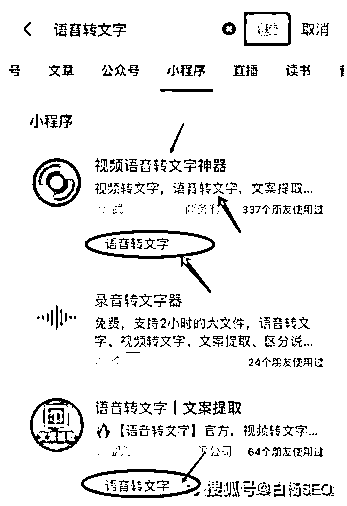 语音转文字
取消
号 文章 公众号 小程序 直播 读书
小程序
视频语音转文字神器
视频转文字,语音转文字,文案提取...
337个朋友使用过
语音转文字
录音转文字器
免费,支持2小时的大文件,语音转文
字、视频转文字、文案提取、区分说...
24个朋友使用过
语音转文字丨文案提取
【语音转文字】官方,视频转文字...
公司
64个朋友使用过
语音转文字
搜狐号@白杨SEO